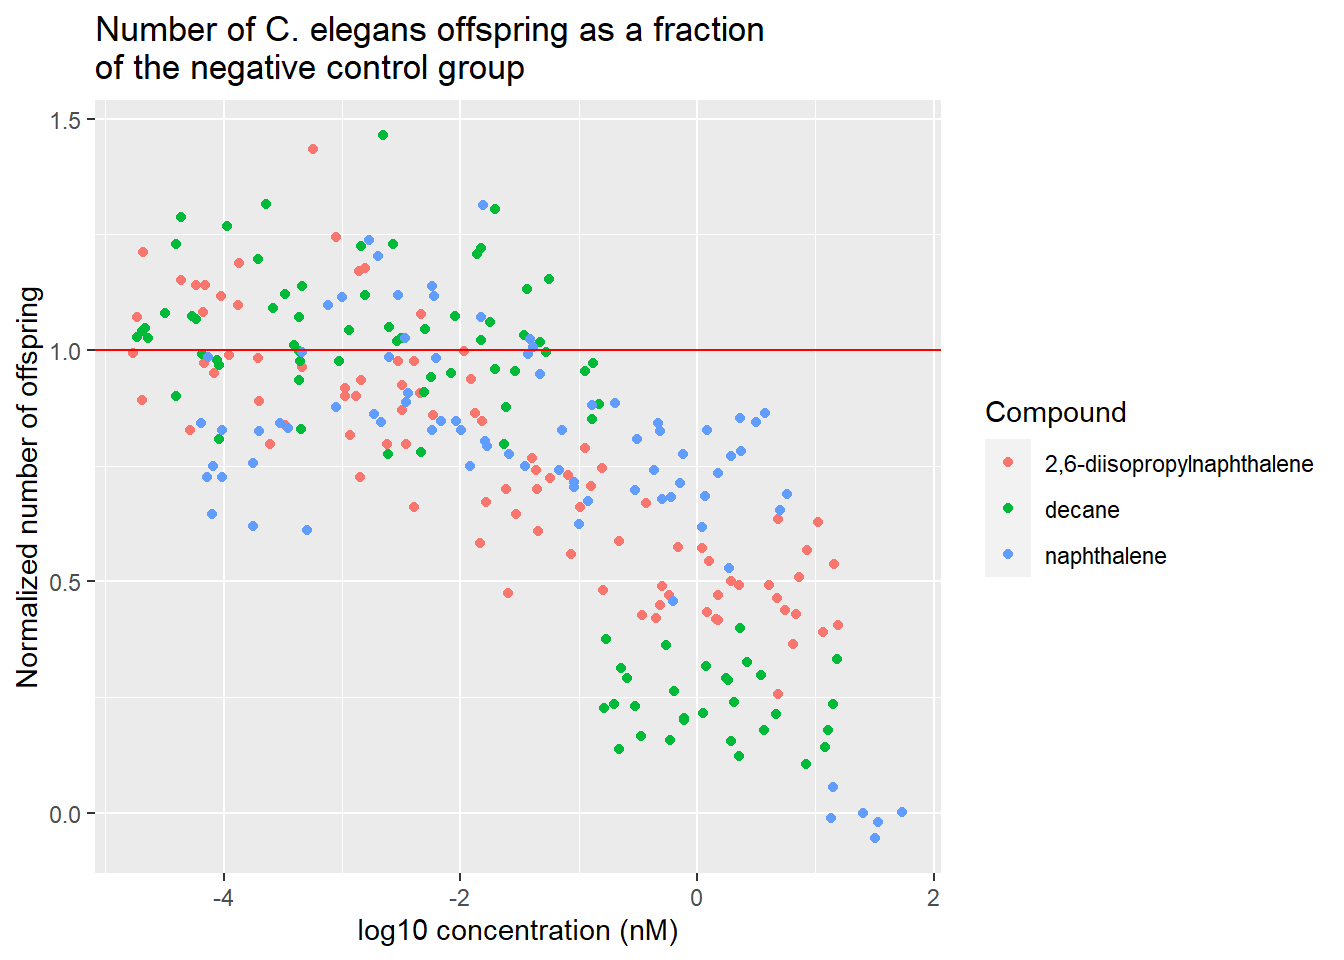 Number of C. elegans offspring as a fraction
of the negative control group
1.5
1.0
0.5
0.0
Normalized number of offspring
-4
-2
0
2
log10 concentration (nM)
Compound
2,6-diisopropylnaphthalene
decane
naphthalene